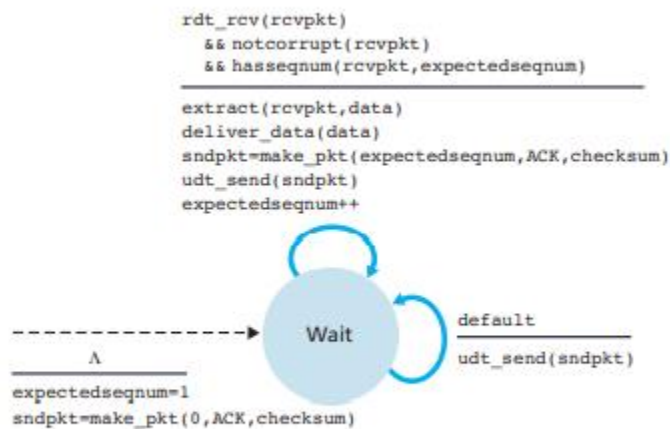 rdt_rcv(rcvpkt)
&& notcorrupt(rcvpkt)
&& hasseqnum(rcvpkt,expectedseqnum)
extract(rcvpkt,data)
deliver_data(data)
sndpkt=make_pkt(expectedseqnum,ACK,checksum)
udt_send(sndpkt)
expectedseqnum++
Wait
default
udt_send(sndpkt)
Λ
expectedseqnum=1
sndpkt=make_pkt(0,ACK,checksum)